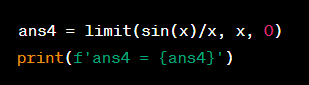 ans4 = limit(sin(x)/x, x, 0)
print(f'ans4 = {ans4}')